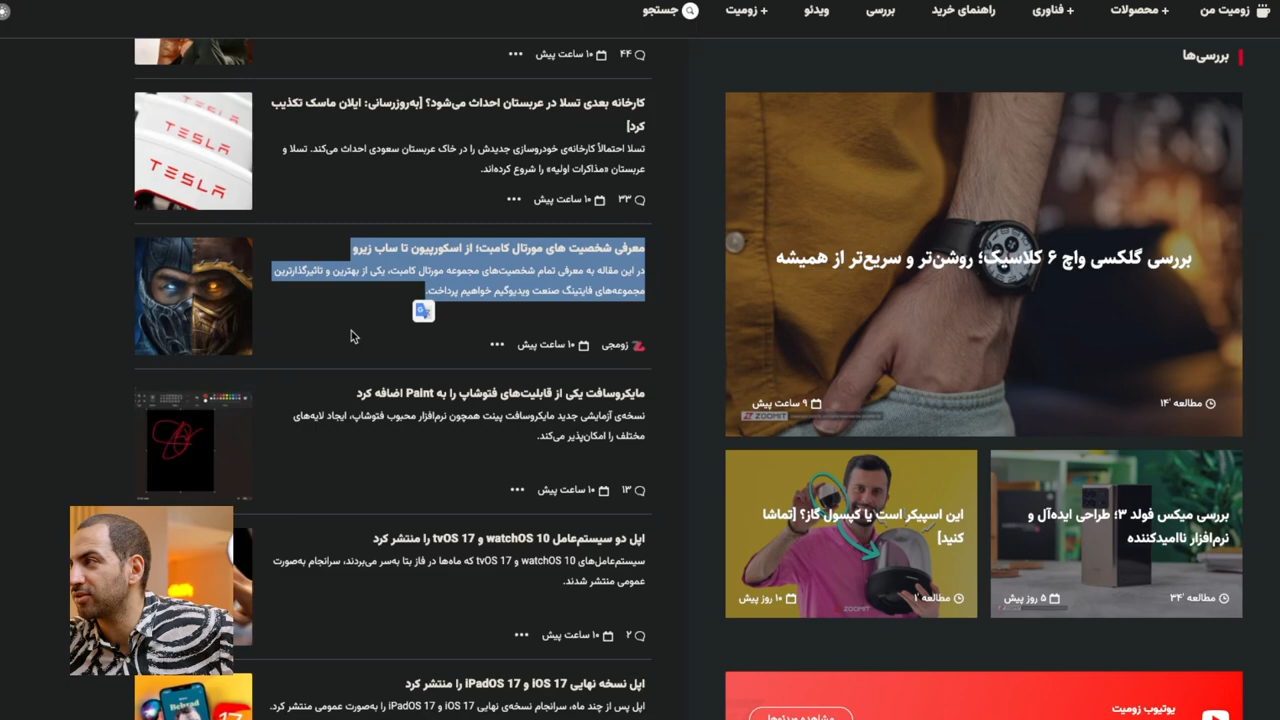 زومیت من
+ محصولات
+ فناوری
راهنمای خرید
بررسی
ویدئو
+ زومیت
جستجو
بررسی‌ها
بررسی گلکسی واچ ۶ کلاسیک؛ روشن‌تر و سریع‌تر از همیشه
مطالعه '۱۴
۹ ساعت پیش
ZOOMIT
بررسی میکس فولد ۳؛ طراحی ایده‌آل و
نرم‌افزار ناامیدکننده
مطالعه '۳۴
۵ روز پیش
این اسپیکر است یا کپسول گاز؟ [تماشا
کنید]
مطالعه '۱
۱۰ روز پیش
ZOOMIT
یوتیوب زومیت
مشاهده ویدئوها
۴۴
۱۰ ساعت پیش
کارخانه بعدی تسلا در عربستان احداث می‌شود؟ [به‌روزرسانی: ایلان ماسک تکذیب
کرد]
تسلا احتمالاً کارخانه‌ی خودروسازی جدیدش را در خاک عربستان سعودی احداث می‌کند. تسلا و
عربستان «مذاکرات اولیه» را شروع کرده‌اند.
۳۳
۱۰ ساعت پیش
TESLA
TESLA
TESLA
معرفی شخصیت های مورتال کامبت؛ از اسکورپیون تا ساب زیرو
در این مقاله به معرفی تمام شخصیت‌های مجموعه مورتال کامبت، یکی از بهترین و تاثیرگذارترین
مجموعه‌های فایتینگ صنعت ویدیوگیم خواهیم پرداخت.
زومجی
۱۰ ساعت پیش
مایکروسافت یکی از قابلیت‌های فتوشاپ را به Paint اضافه کرد
نسخه‌ی آزمایشی جدید مایکروسافت پینت همچون نرم‌افزار محبوب فتوشاپ، ایجاد لایه‌های
مختلف را امکان‌پذیر می‌کند.
۱۳
۱۰ ساعت پیش
اپل دو سیستم‌عامل watchOS 10 و tvOS 17 را منتشر کرد
سیستم‌عامل‌های watchOS 10 و tvOS 17 که ماه‌ها در فاز بتا به‌سر می‌بردند، سرانجام به‌صورت
عمومی منتشر شدند.
۲
۱۰ ساعت پیش
اپل نسخه نهایی iOS 17 و iPadOS 17 را منتشر کرد
اپل پس از چند ماه، سرانجام نسخه‌ی iOS 17 و iPadOS 17 را به‌صورت عمومی منتشر کرد.
Behrad
17